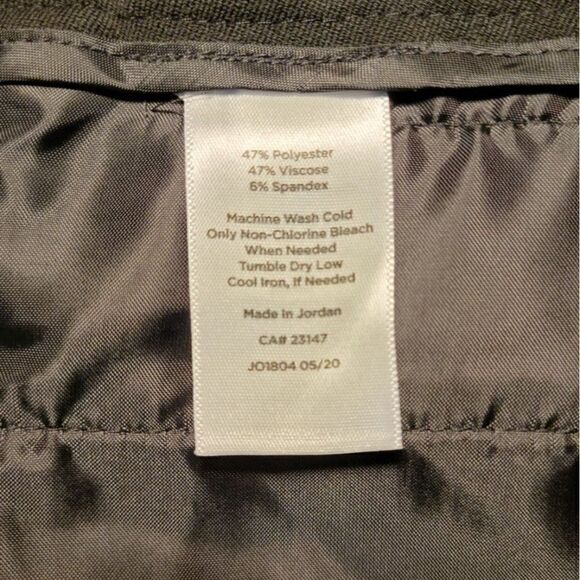 47% Polyester
47% Viscose
6% Spandex
Machine Wash Cold
Only Non-Chlorine Bleach
When Needed
Tumble Dry Low
Cool Iron, If Needed
Made In Jordan
CA# 23147
JO1804 05/20